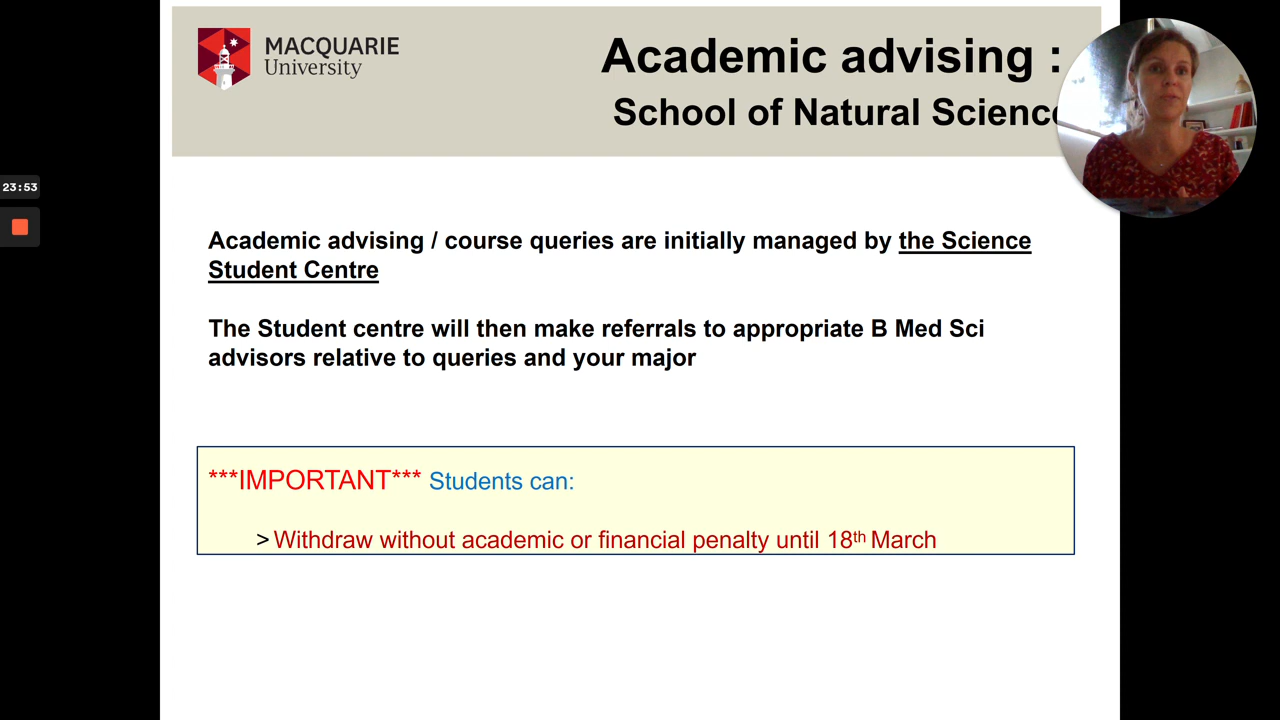 MACQUARIE
University
Academic advising :
School of Natural Scienc
23:53
Academic advising / course queries are initially managed by the Science
Student Centre
The Student centre will then make referrals to appropriate B Med Sci
advisors relative to queries and your major
***IMPORTANT*** Students can:
> Withdraw without academic or financial penalty until 18th March